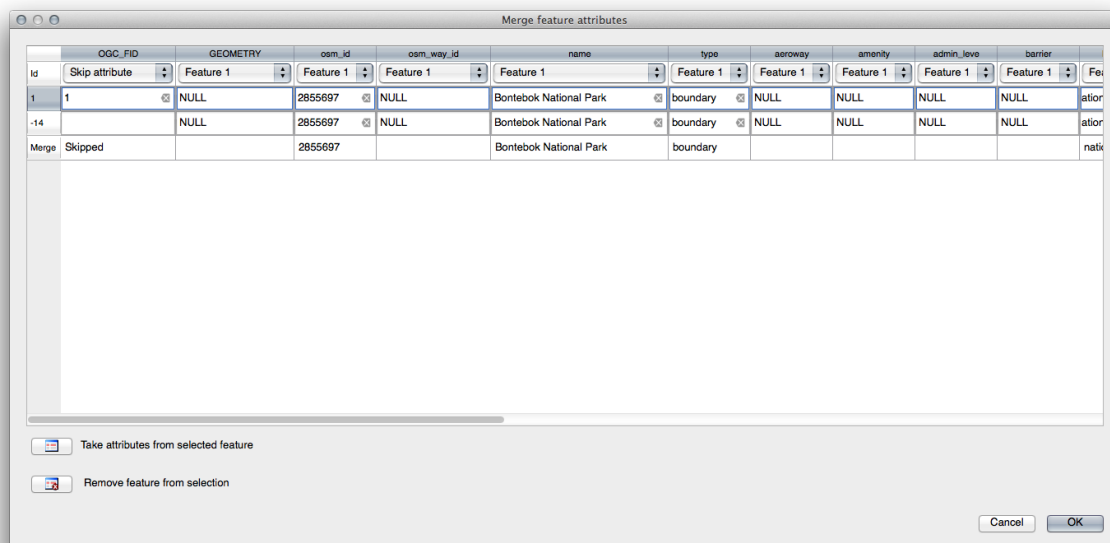 Merge feature attributes
OGC_FID GEOMETRY osm_id osm_way_id name type aeroway amenity admin_leve barrier
Id Skip attribute Feature 1 Feature 1 Feature 1 Feature 1 Feature 1 Feature 1 Feature 1 Feature 1 Feature 1 Fea
1 1 NULL 2855697 NULL Bontebok National Park boundary NULL NULL NULL NULL ation
-14 NULL 2855697 NULL Bontebok National Park boundary NULL NULL NULL NULL ation
Merge Skipped 2855697 Bontebok National Park boundary natio
Take attributes from selected feature
Remove feature from selection
Cancel OK